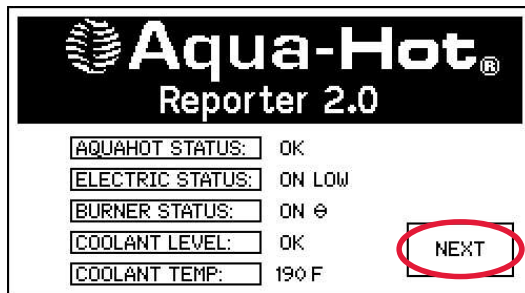 Aqua-Hot®
Reporter 2.0
AQUAHOT STATUS: OK
ELECTRIC STATUS: ON LOW
BURNER STATUS: ON ⊖
COOLANT LEVEL: OK
NEXT
COOLANT TEMP: 190 F